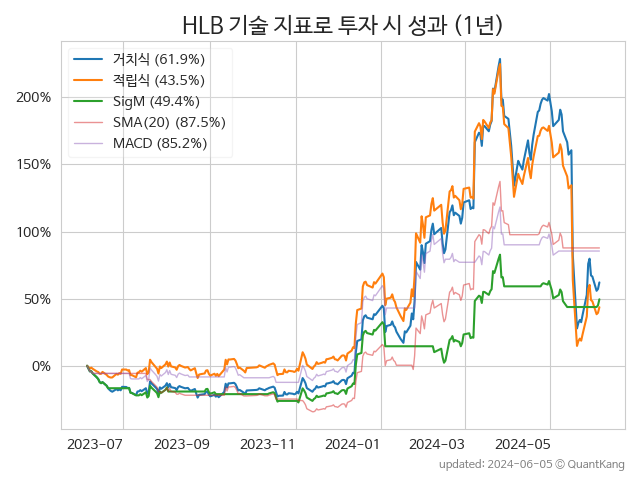 HLB 기술 지표로 투자 시 성과 (1년)
거치식 (61.9%)
적립식 (43.5%)
SigM (49.4%)
SMA(20) (87.5%)
MACD (85.2%)
200%
150%
100%
50%
0%
2023-07
2023-09
2023-11
2024-01
2024-03
2024-05
updated: 2024-06-05 ⓒ QuantKang